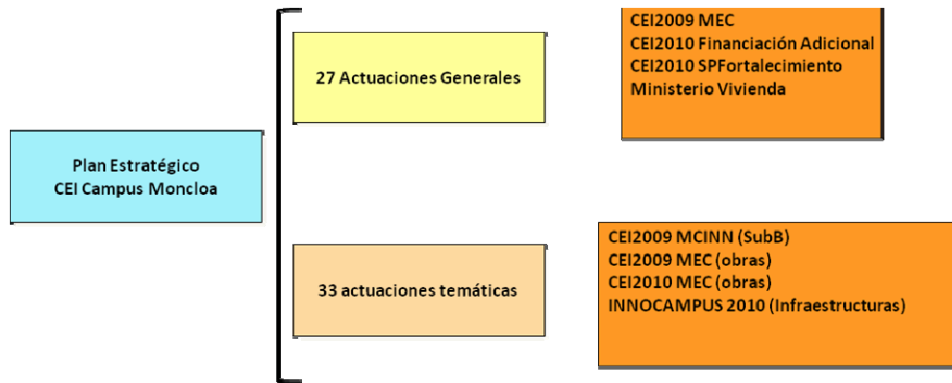 Plan Estratégico
CEI Campus Moncloa
27 Actuaciones Generales
CEI2009 MEC
CEI2010 Financiación Adicional
CEI2010 SPFortalecimiento
Ministerio Vivienda
33 actuaciones temáticas
CEI2009 MCINN (SubB)
CEI2009 MEC (obras)
CEI2010 MEC (obras)
INNOCAMPUS 2010 (Infraestructuras)